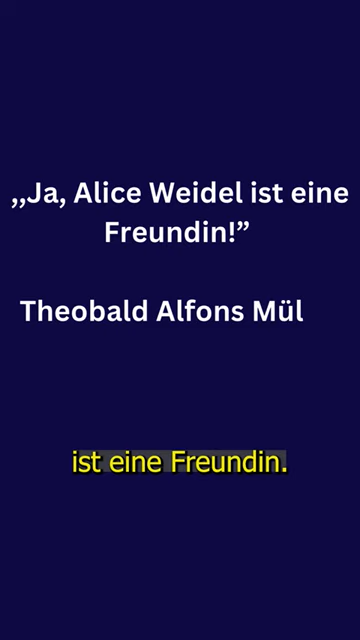 ,,Ja, Alice Weidel ist eine
Freundin!”
Theobald Alfons Mül
ist eine Freundin.